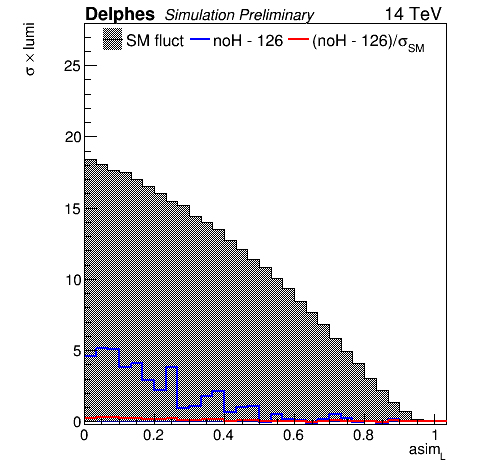 Delphes Simulation Preliminary 14 TeV
σ × lumi
SM fluct noH - 126 (noH - 126)/σ_SM
25
20
15
10
5
0
0 0.2 0.4 0.6 0.8 1
asim_L